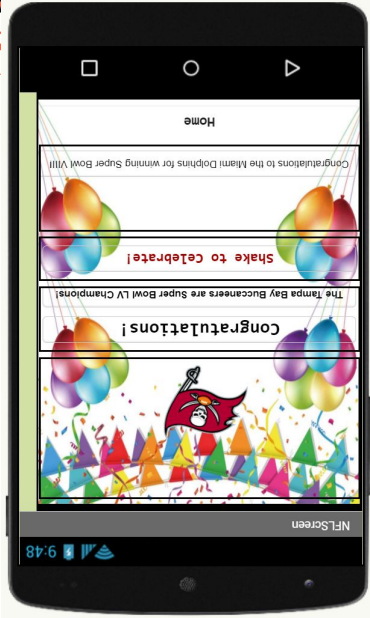 9:48
NFLScreen
Congratulations!
The Tampa Bay Buccaneers are Super Bowl LV Champions!
Shake to Celebrate!
Congratulations to the Miami Dolphins for winning Super Bowl VIII!
Home